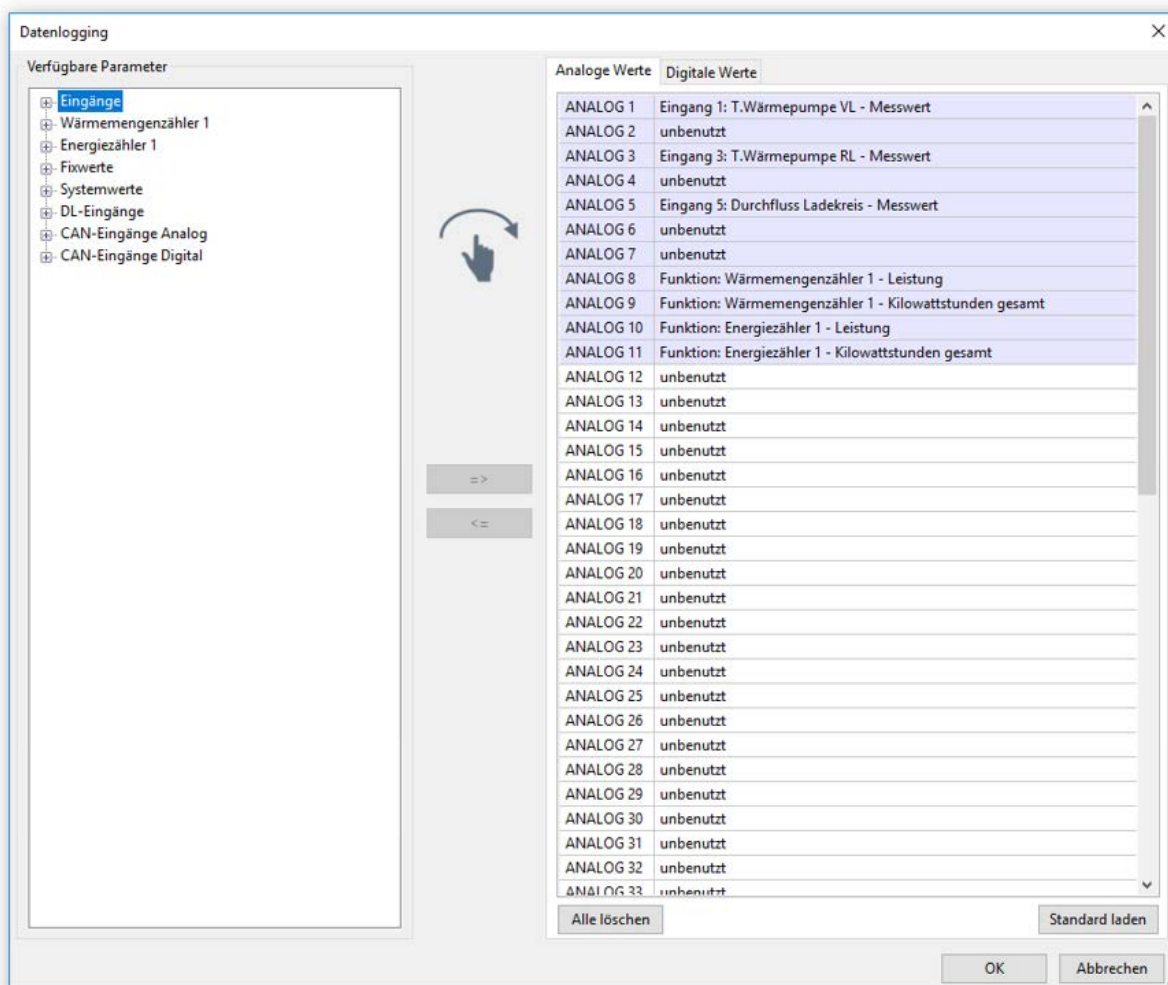 Datenlogging
Verfügbare Parameter
Eingänge
Wärmemengenzähler 1
Energiezähler 1
Fixwerte
Systemwerte
DL-Eingänge
CAN-Eingänge Analog
CAN-Eingänge Digital
=>
<=
Analoge Werte Digitale Werte
ANALOG 1 Eingang 1: T.Wärmepumpe VL - Messwert
ANALOG 2 unbenutzt
ANALOG 3 Eingang 3: T.Wärmepumpe RL - Messwert
ANALOG 4 unbenutzt
ANALOG 5 Eingang 5: Durchfluss Ladekreis - Messwert
ANALOG 6 unbenutzt
ANALOG 7 unbenutzt
ANALOG 8 Funktion: Wärmemengenzähler 1 - Leistung
ANALOG 9 Funktion: Wärmemengenzähler 1 - Kilowattstunden gesamt
ANALOG 10 Funktion: Energiezähler 1 - Leistung
ANALOG 11 Funktion: Energiezähler 1 - Kilowattstunden gesamt
ANALOG 12 unbenutzt
ANALOG 13 unbenutzt
ANALOG 14 unbenutzt
ANALOG 15 unbenutzt
ANALOG 16 unbenutzt
ANALOG 17 unbenutzt
ANALOG 18 unbenutzt
ANALOG 19 unbenutzt
ANALOG 20 unbenutzt
ANALOG 21 unbenutzt
ANALOG 22 unbenutzt
ANALOG 23 unbenutzt
ANALOG 24 unbenutzt
ANALOG 25 unbenutzt
ANALOG 26 unbenutzt
ANALOG 27 unbenutzt
ANALOG 28 unbenutzt
ANALOG 29 unbenutzt
ANALOG 30 unbenutzt
ANALOG 31 unbenutzt
ANALOG 32 unbenutzt
ANALOG 33 unbenutzt
Alle löschen Standard laden
OK Abbrechen